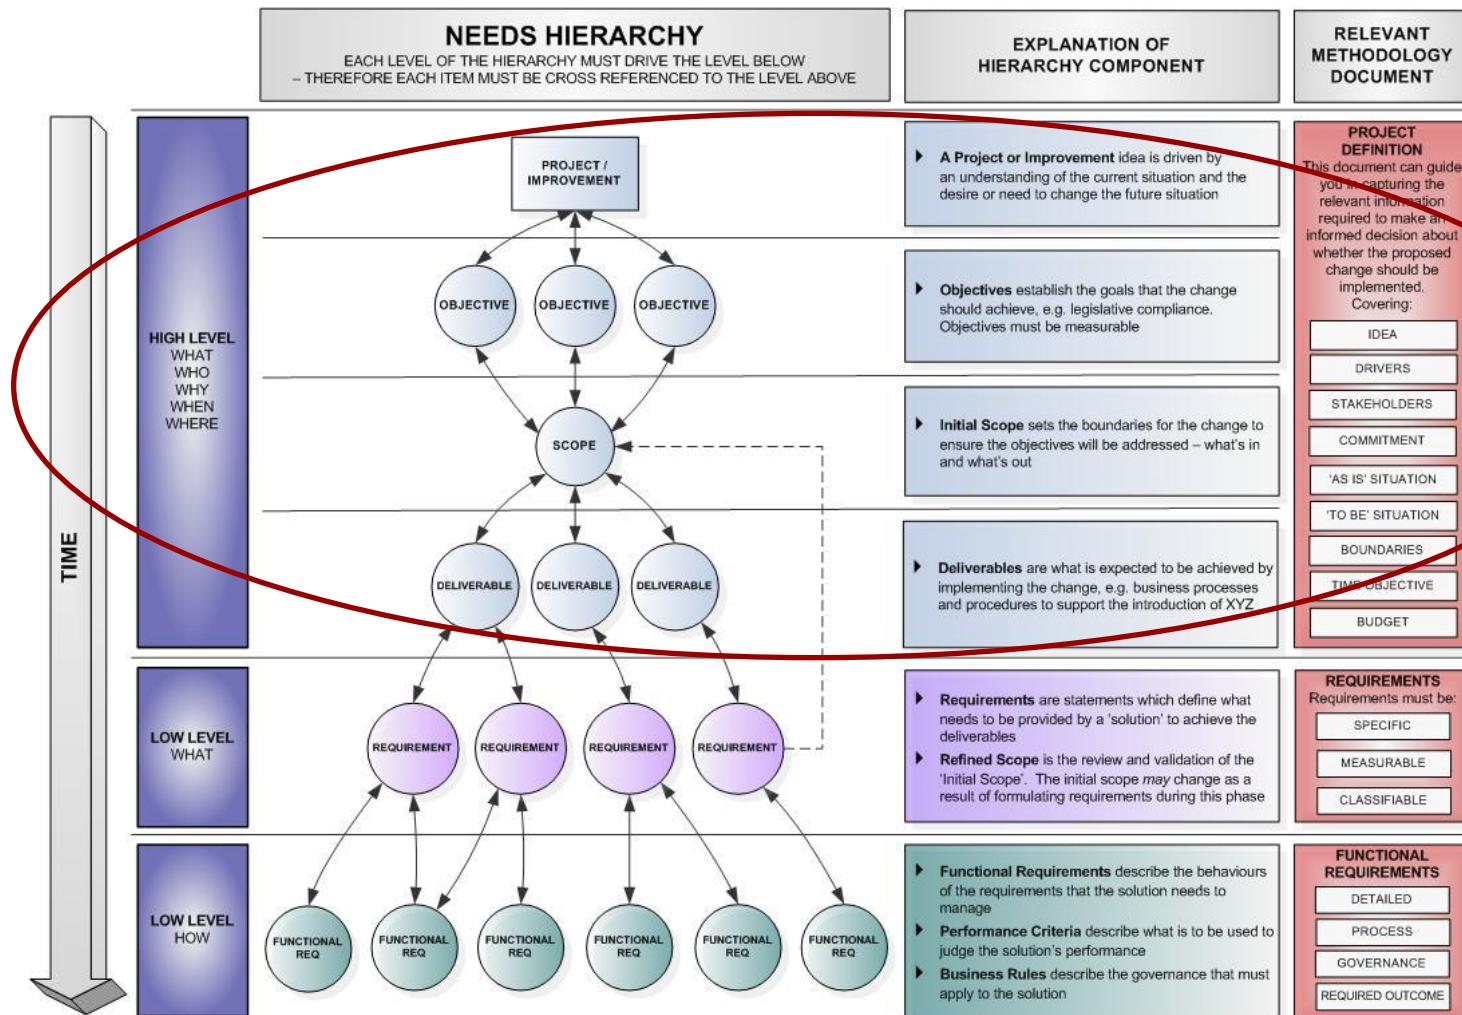 NEEDS HIERARCHY
EACH LEVEL OF THE HIERARCHY MUST DRIVE THE LEVEL BELOW
– THEREFORE EACH ITEM MUST BE CROSS REFERENCED TO THE LEVEL ABOVE
EXPLANATION OF
HIERARCHY COMPONENT
RELEVANT
METHODOLOGY
DOCUMENT
TIME
HIGH LEVEL
WHAT
WHO
WHY
WHEN
WHERE
PROJECT /
IMPROVEMENT
OBJECTIVE
OBJECTIVE
OBJECTIVE
SCOPE
DELIVERABLE
DELIVERABLE
DELIVERABLE
A Project or Improvement idea is driven by
an understanding of the current situation and the
desire or need to change the future situation
Objectives establish the goals that the change
should achieve, e.g. legislative compliance.
Objectives must be measurable
Initial Scope sets the boundaries for the change to
ensure the objectives will be addressed – what's in
and what's out
Deliverables are what is expected to be achieved by
implementing the change, e.g. business processes
and procedures to support the introduction of XYZ
PROJECT
DEFINITION
This document can guide
you in capturing the
relevant information
required to make an
informed decision about
whether the proposed
change should be
implemented.
Covering:
IDEA
DRIVERS
STAKEHOLDERS
COMMITMENT
'AS IS' SITUATION
'TO BE' SITUATION
BOUNDARIES
TIME OBJECTIVE
BUDGET
LOW LEVEL
WHAT
REQUIREMENT
REQUIREMENT
REQUIREMENT
REQUIREMENT
Requirements are statements which define what
needs to be provided by a 'solution' to achieve the
deliverables
Refined Scope is the review and validation of the
'Initial Scope'. The initial scope may change as a
result of formulating requirements during this phase
REQUIREMENTS
Requirements must be:
SPECIFIC
MEASURABLE
CLASSIFIABLE
LOW LEVEL
HOW
FUNCTIONAL
REQ
FUNCTIONAL
REQ
FUNCTIONAL
REQ
FUNCTIONAL
REQ
FUNCTIONAL
REQ
FUNCTIONAL
REQ
Functional Requirements describe the behaviours
of the requirements that the solution needs to
manage
Performance Criteria describe what is to be used to
judge the solution's performance
Business Rules describe the governance that must
apply to the solution
FUNCTIONAL
REQUIREMENTS
DETAILED
PROCESS
GOVERNANCE
REQUIRED OUTCOME